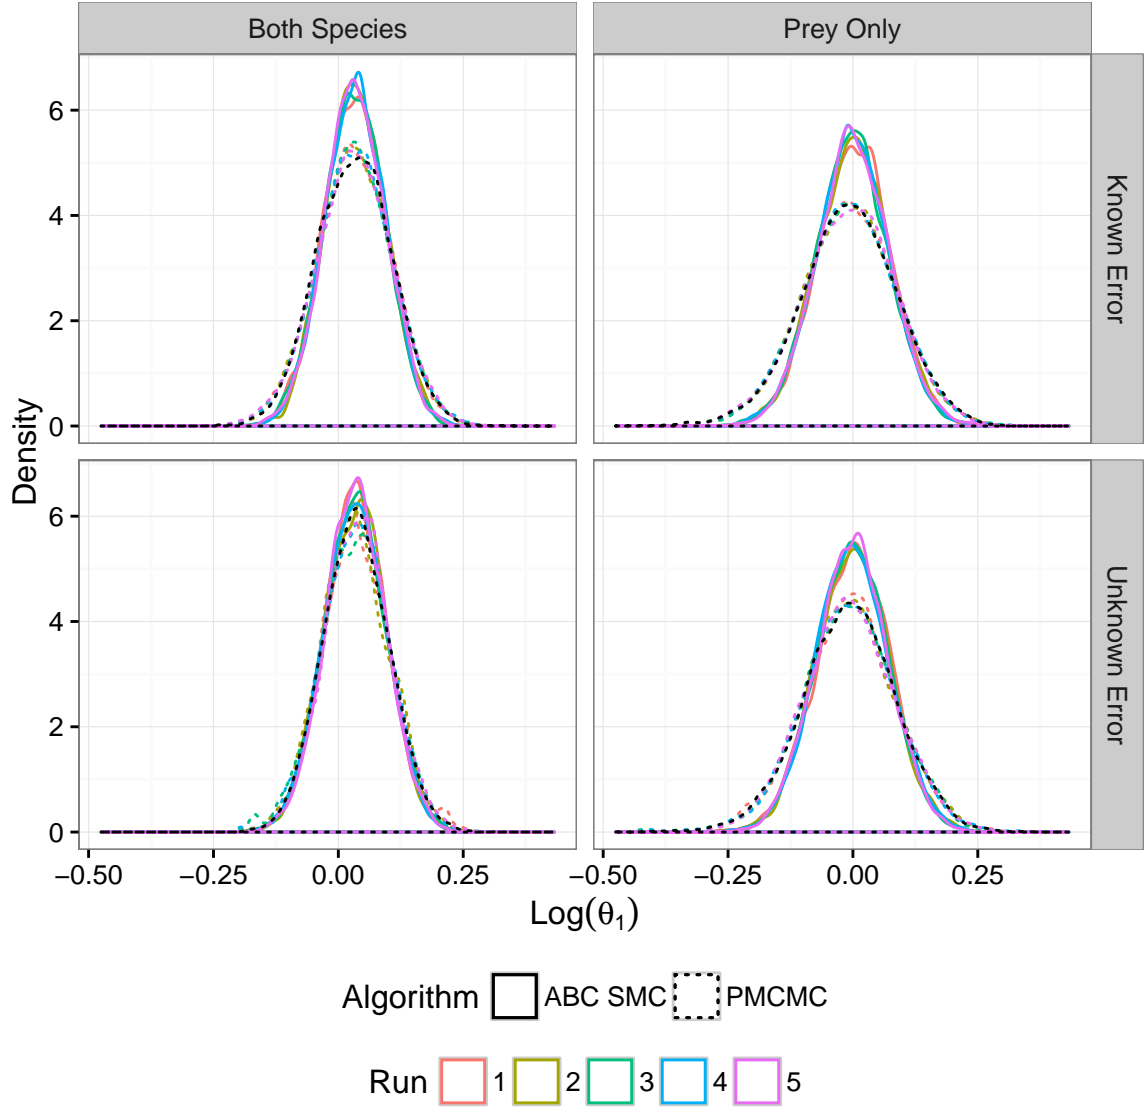 Both Species
Prey Only
Known Error
Unknown Error
Density
6
4
2
0
6
4
2
0
−0.50 −0.25 0.00 0.25 −0.50 −0.25 0.00 0.25
Log(θ₁)
Algorithm ABC SMC PMCMC
Run 1 2 3 4 5